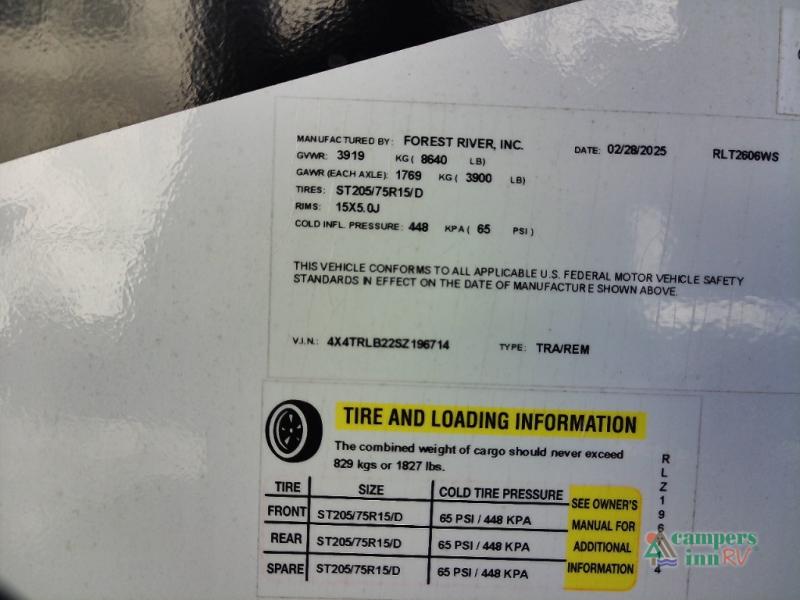 MANUFACTURED BY: FOREST RIVER, INC. DATE: 02/28/2025 RLT2606WS
GVWR: 3919 KG ( 8640 LB)
GAWR (EACH AXLE): 1769 KG ( 3900 LB)
TIRES: ST205/75R15/D
RIMS: 15X5.0J
COLD INFL. PRESSURE: 448 KPA ( 65 PSI )
THIS VEHICLE CONFORMS TO ALL APPLICABLE U.S. FEDERAL MOTOR VEHICLE SAFETY
STANDARDS IN EFFECT ON THE DATE OF MANUFACTURE SHOWN ABOVE.
V.I.N.: 4X4TRLB22SZ196714 TYPE: TRA/REM
TIRE AND LOADING INFORMATION
The combined weight of cargo should never exceed
829 kgs or 1827 lbs.
TIRE SIZE COLD TIRE PRESSURE
FRONT ST205/75R15/D 65 PSI / 448 KPA
REAR ST205/75R15/D 65 PSI / 448 KPA
SPARE ST205/75R15/D 65 PSI / 448 KPA
SEE OWNER'S
MANUAL FOR
ADDITIONAL
INFORMATION
campers
inn RV